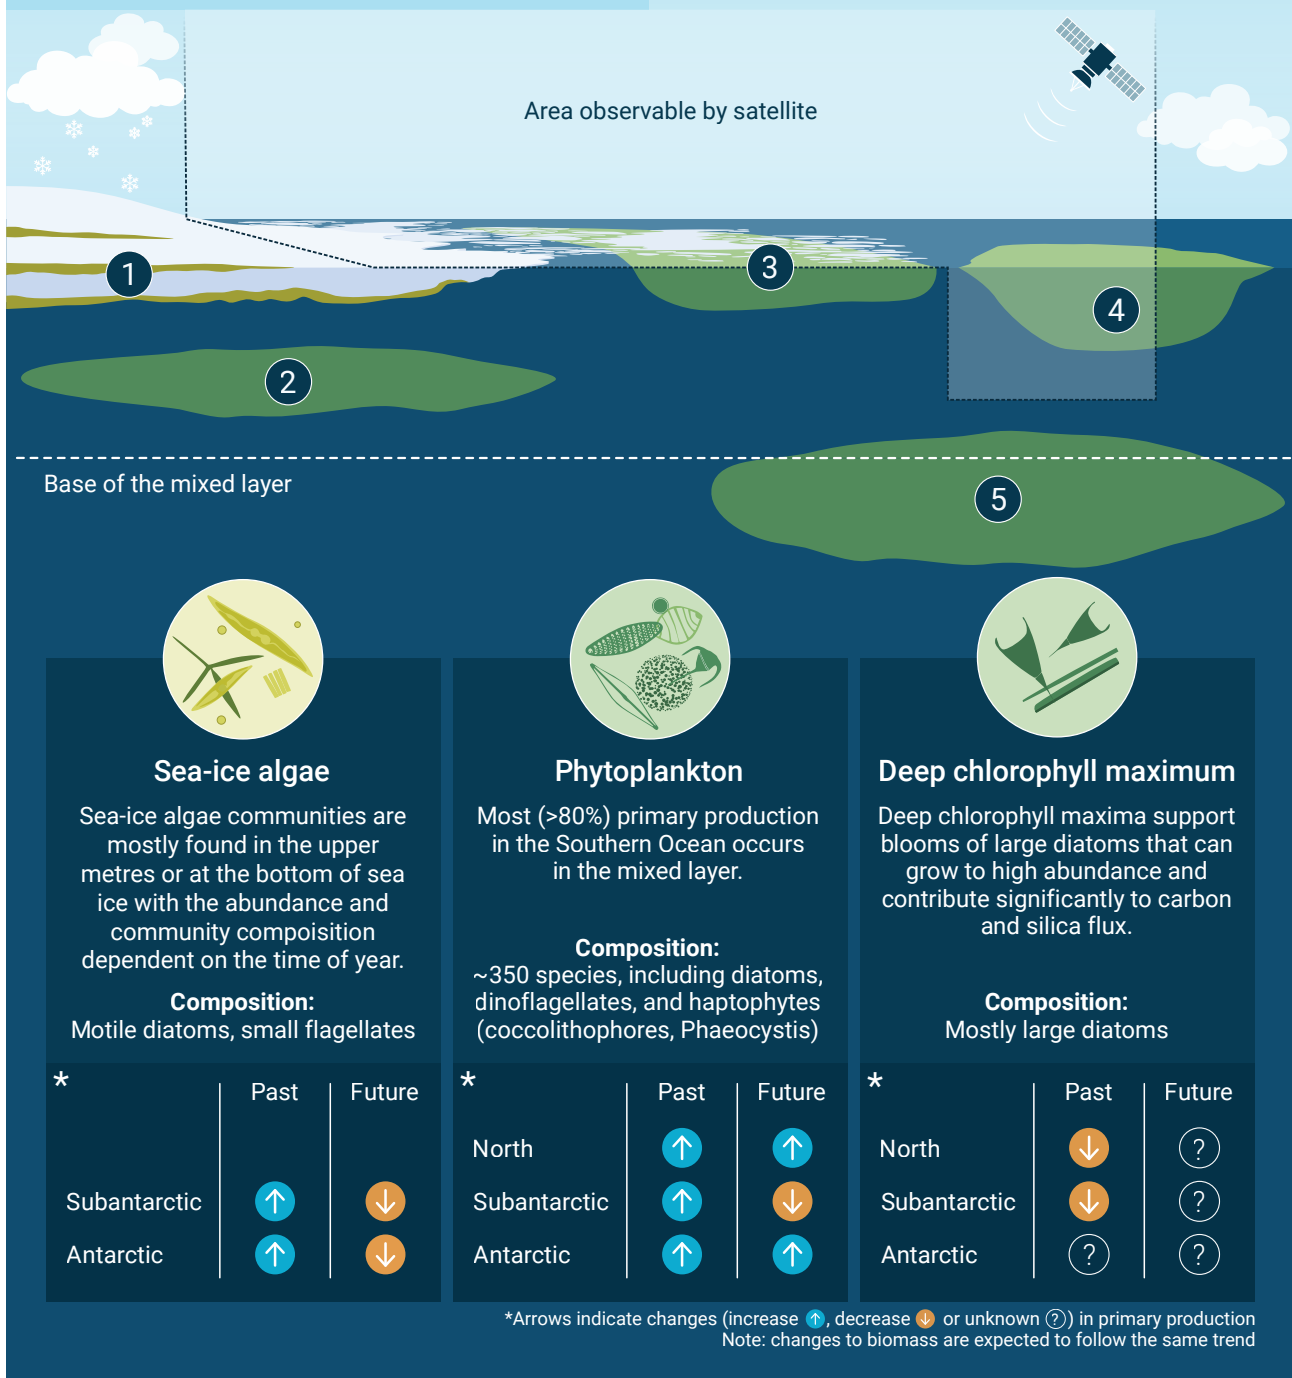 Area observable by satellite
1
3
4
2
Base of the mixed layer
5
Sea-ice algae
Sea-ice algae communities are
mostly found in the upper
metres or at the bottom of sea
ice with the abundance and
community compoisition
dependent on the time of year.
Composition:
Motile diatoms, small flagellates
*
Past Future
Subantarctic ↑ ↓
Antarctic ↑ ↓
Phytoplankton
Most (>80%) primary production
in the Southern Ocean occurs
in the mixed layer.
Composition:
~350 species, including diatoms,
dinoflagellates, and haptophytes
(coccolithophores, Phaeocystis)
*
Past Future
North ↑ ↑
Subantarctic ↑ ↓
Antarctic ↑ ↑
Deep chlorophyll maximum
Deep chlorophyll maxima support
blooms of large diatoms that can
grow to high abundance and
contribute significantly to carbon
and silica flux.
Composition:
Mostly large diatoms
*
Past Future
North ↓ ?
Subantarctic ↓ ?
Antarctic ? ?
*Arrows indicate changes (increase ↑, decrease ↓ or unknown ?) in primary production
Note: changes to biomass are expected to follow the same trend